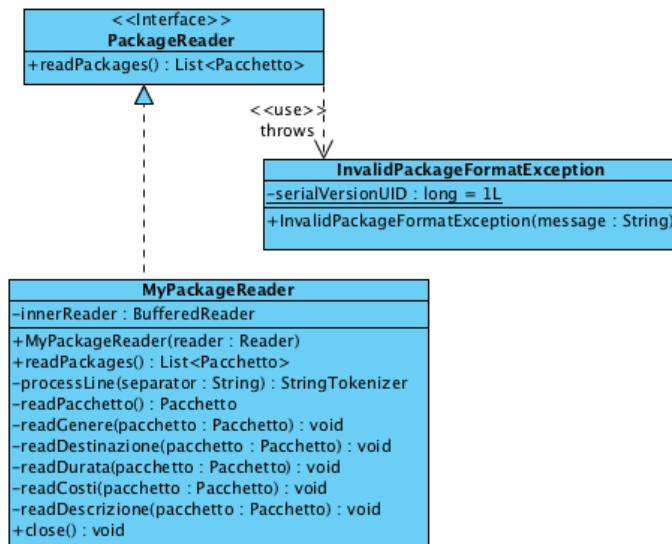 <<Interface>>
PackageReader
+readPackages() : List<Pacchetto>
<<use>>
throws
InvalidPackageFormatException
-serialVersionUID : long = 1L
+InvalidPackageFormatException(message : String)
MyPackageReader
-innerReader : BufferedReader
+MyPackageReader(reader : Reader)
+readPackages() : List<Pacchetto>
-processLine(separator : String) : StringTokenizer
-readPacchetto() : Pacchetto
-readGenere(pacchetto : Pacchetto) : void
-readDestinazione(pacchetto : Pacchetto) : void
-readDurata(pacchetto : Pacchetto) : void
-readCosti(pacchetto : Pacchetto) : void
-readDescrizione(pacchetto : Pacchetto) : void
+close() : void